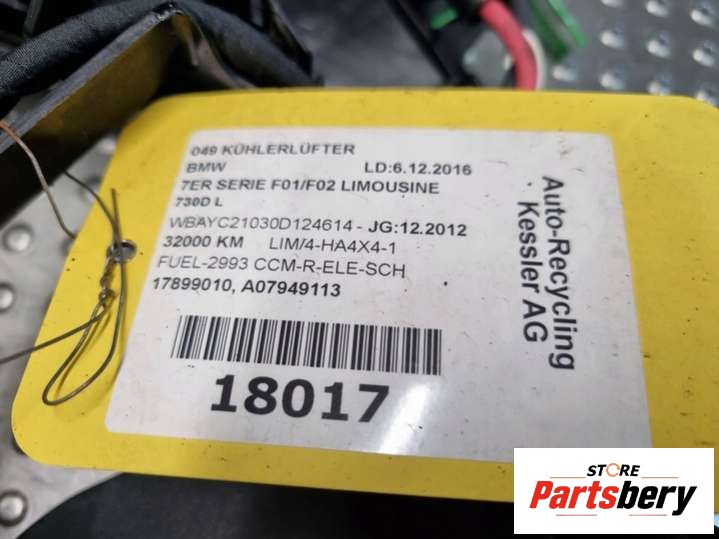 049 KÜHLERLÜFTER
BMW LD:6.12.2016
7ER SERIE F01/F02 LIMOUSINE
730D L
WBAYC21030D124614 - JG:12.2012
32000 KM LIM/4-HA4X4-1
FUEL-2993 CCM-R-ELE-SCH
17899010, A07949113
18017
Auto-Recycling
Kessler AG
STORE
Partsbery